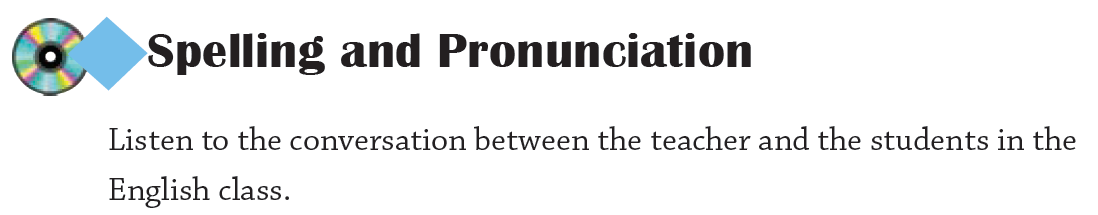 Spelling and Pronunciation
Listen to the conversation between the teacher and the students in the
English class.